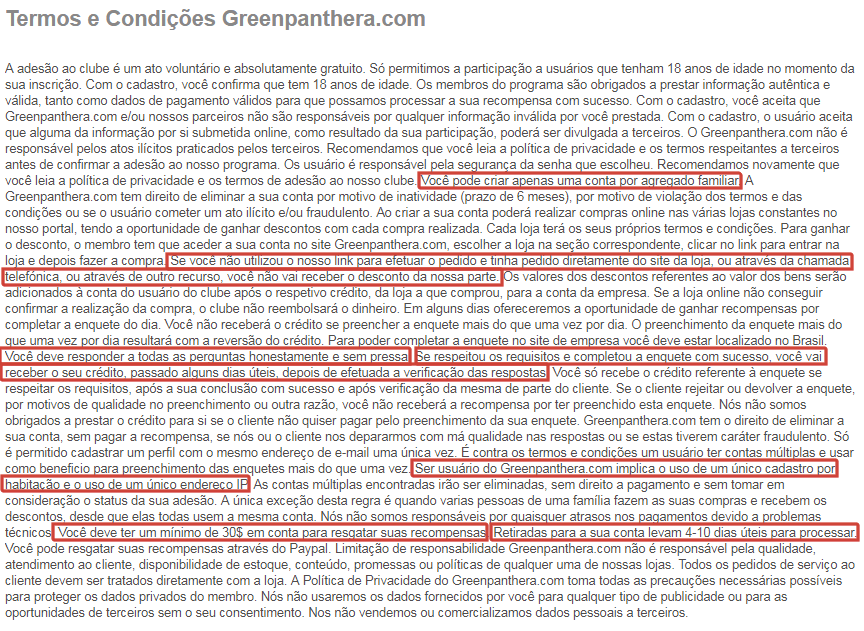 Termos e Condições Greenpanthera.com
A adesão ao clube é um ato voluntário e absolutamente gratuito. Só permitimos a participação a usuários que tenham 18 anos de idade no momento da
sua inscrição. Com o cadastro, você confirma que tem 18 anos de idade. Os membros do programa são obrigados a prestar informação autêntica e
válida, tanto como dados de pagamento válidos para que possamos processar a sua recompensa com sucesso. Com o cadastro, você aceita que
Greenpanthera.com e/ou nossos parceiros não são responsáveis por qualquer informação inválida por você prestada. Com o cadastro, o usuário aceita
que alguma da informação por si submetida online, como resultado da sua participação, poderá ser divulgada a terceiros. O Greenpanthera.com não é
responsável pelos atos ilícitos praticados pelos terceiros. Recomendamos que você leia a política de privacidade e os termos respeitantes a terceiros
antes de confirmar a adesão ao nosso programa. Os usuário é responsável pela segurança da senha que escolheu. Recomendamos novamente que
você leia a política de privacidade e os termos de adesão ao nosso clube. Você pode criar apenas uma conta por agregado familiar. A
Greenpanthera.com tem direito de eliminar a sua conta por motivo de inatividade (prazo de 6 meses), por motivo de violação dos termos e das
condições ou se o usuário cometer um ato ilícito e/ou fraudulento. Ao criar a sua conta poderá realizar compras online nas várias lojas constantes no
nosso portal, tendo a oportunidade de ganhar descontos com cada compra realizada. Cada loja terá os seus próprios termos e condições. Para ganhar
o desconto, o membro tem que aceder a sua conta no site Greenpanthera.com, escolher a loja na seção correspondente, clicar no link para entrar na
loja e depois fazer a compra. Se você não utilizou o nosso link para efetuar o pedido e tinha pedido diretamente do site da loja, ou através da chamada
telefónica, ou através de outro recurso, você não vai receber o desconto da nossa parte. Os valores dos descontos referentes ao valor dos bens serão
adicionados à conta do usuário do clube após o respetivo crédito, da loja a que comprou, para a conta da empresa. Se a loja online não conseguir
confirmar a realização da compra, o clube não reembolsará o dinheiro. Em alguns dias ofereceremos a oportunidade de ganhar recompensas por
completar a enquete do dia. Você não receberá o crédito se preencher a enquete mais do que uma vez por dia. O preenchimento da enquete mais do
que uma vez por dia resultará com a reversão do crédito. Para poder completar a enquete no site de empresa você deve estar localizado no Brasil.
Você deve responder a todas as perguntas honestamente e sem pressa. Se respeitou os requisitos e completou a enquete com sucesso, você vai
receber o seu crédito, passado alguns dias úteis, depois de efetuada a verificação das respostas. Você só recebe o crédito referente à enquete se
respeitar os requisitos, após a sua conclusão com sucesso e após verificação da mesma de parte do cliente. Se o cliente rejeitar ou devolver a enquete,
por motivos de qualidade no preenchimento ou outra razão, você não receberá a recompensa por ter preenchido esta enquete. Nós não somos
obrigados a prestar o crédito para si se o cliente não quiser pagar pelo preenchimento da sua enquete. Greenpanthera.com tem o direito de eliminar a
sua conta, sem pagar a recompensa, se nós ou o cliente nos depararmos com má qualidade nas respostas ou se estas tiverem caráter fraudulento. Só
é permitido cadastrar um perfil com o mesmo endereço de e-mail uma única vez. É contra os termos e condições um usuário ter contas múltiplas e usar
como beneficio para preenchimento das enquetes mais do que uma vez. Ser usuário do Greenpanthera.com implica o uso de um único cadastro por
habitação e o uso de um único endereço IP. As contas múltiplas encontradas irão ser eliminadas, sem direito a pagamento e sem tomar em
consideração o status da sua adesão. A única exceção desta regra é quando varias pessoas de uma família fazem as suas compras e recebem os
descontos, desde que elas todas usem a mesma conta. Nós não somos responsáveis por quaisquer atrasos nos pagamentos devido a problemas
técnicos. Você deve ter um mínimo de 30$ em conta para resgatar suas recompensas. Retiradas para a sua conta levam 4-10 dias úteis para processar.
Você pode resgatar suas recompensas através do Paypal. Limitação de responsabilidade Greenpanthera.com não é responsável pela qualidade,
atendimento ao cliente, disponibilidade de estoque, conteúdo, promessas ou políticas de qualquer uma de nossas lojas. Todos os pedidos de serviço ao
cliente devem ser tratados diretamente com a loja. A Política de Privacidade do Greenpanthera.com toma todas as precauções necessárias possíveis
para proteger os dados privados do membro. Nós não usaremos os dados fornecidos por você para qualquer tipo de publicidade ou para as
oportunidades de terceiros sem o seu consentimento. Nos não vendemos ou comercializamos dados pessoais a terceiros.